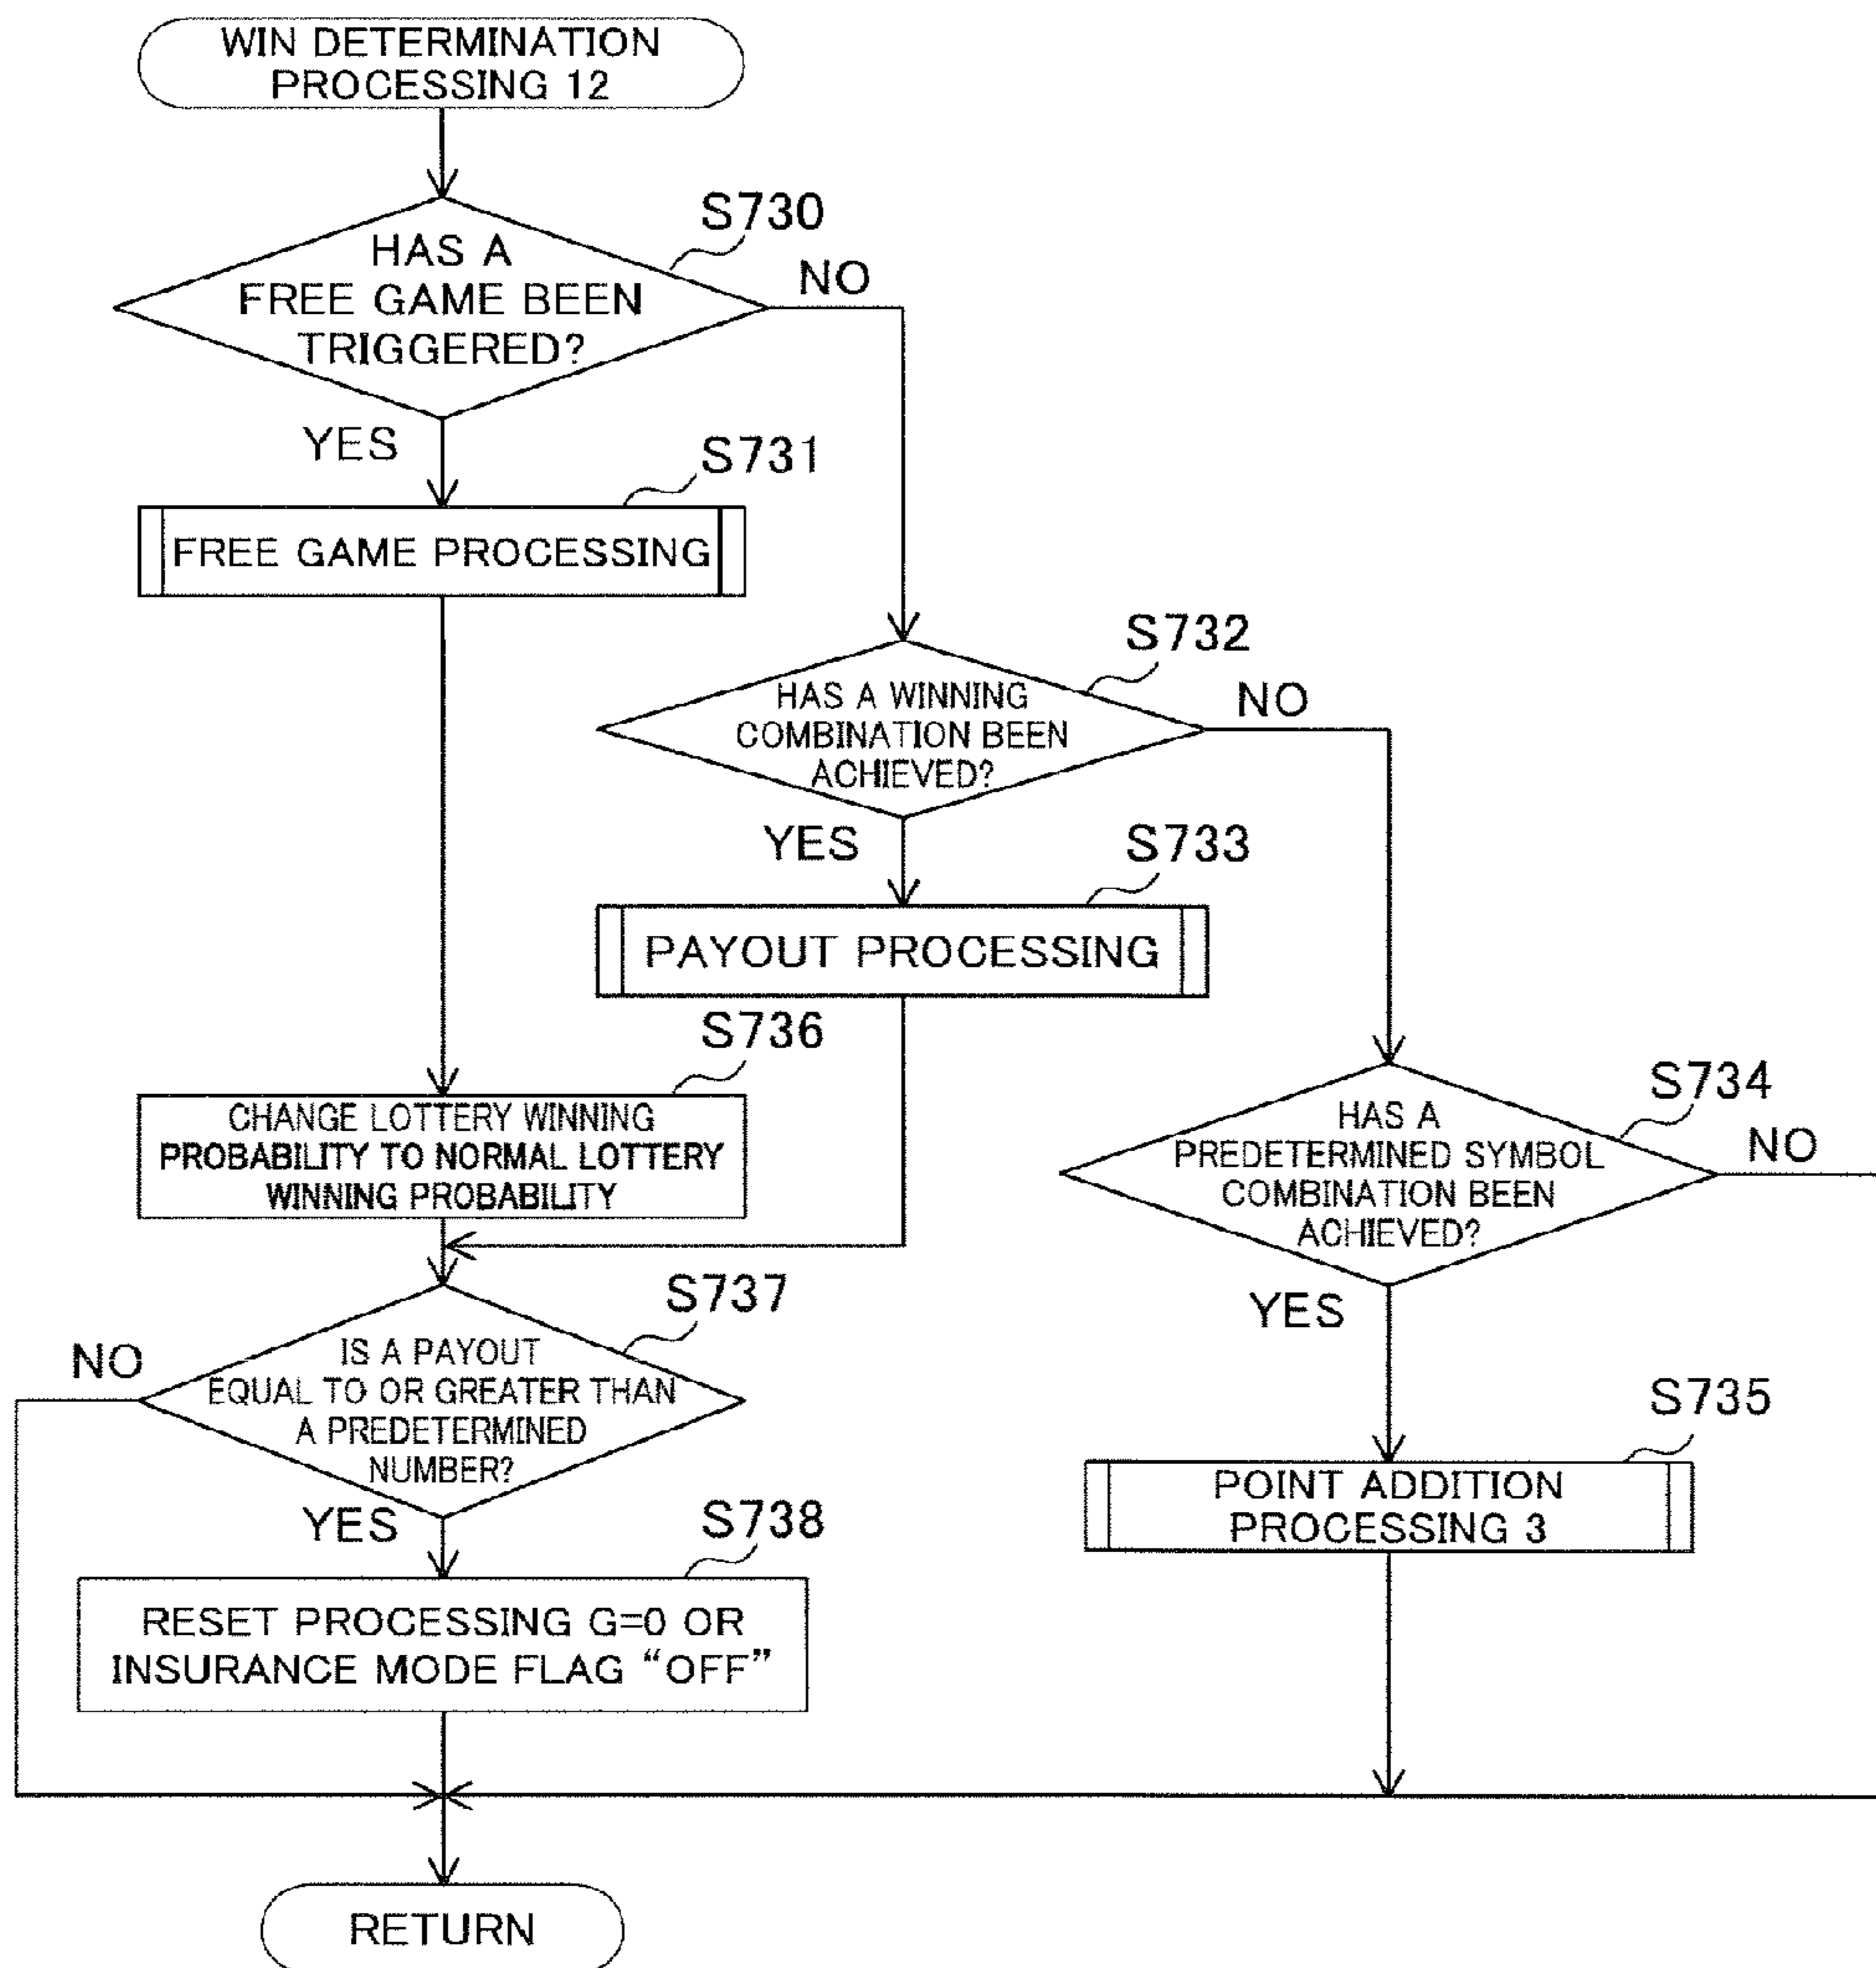 WIN DETERMINATION
PROCESSING 12
S730
HAS A
FREE GAME BEEN
TRIGGERED?
NO
YES
S731
FREE GAME PROCESSING
S732
HAS A WINNING
COMBINATION BEEN
ACHIEVED?
NO
YES
S733
PAYOUT PROCESSING
S734
HAS A
PREDETERMINED SYMBOL
COMBINATION BEEN
ACHIEVED?
NO
YES
S735
POINT ADDITION
PROCESSING 3
S736
CHANGE LOTTERY WINNING
PROBABILITY TO NORMAL LOTTERY
WINNING PROBABILITY
S737
IS A PAYOUT
EQUAL TO OR GREATER THAN
A PREDETERMINED
NUMBER?
NO
YES
S738
RESET PROCESSING G=0 OR
INSURANCE MODE FLAG “OFF”
RETURN